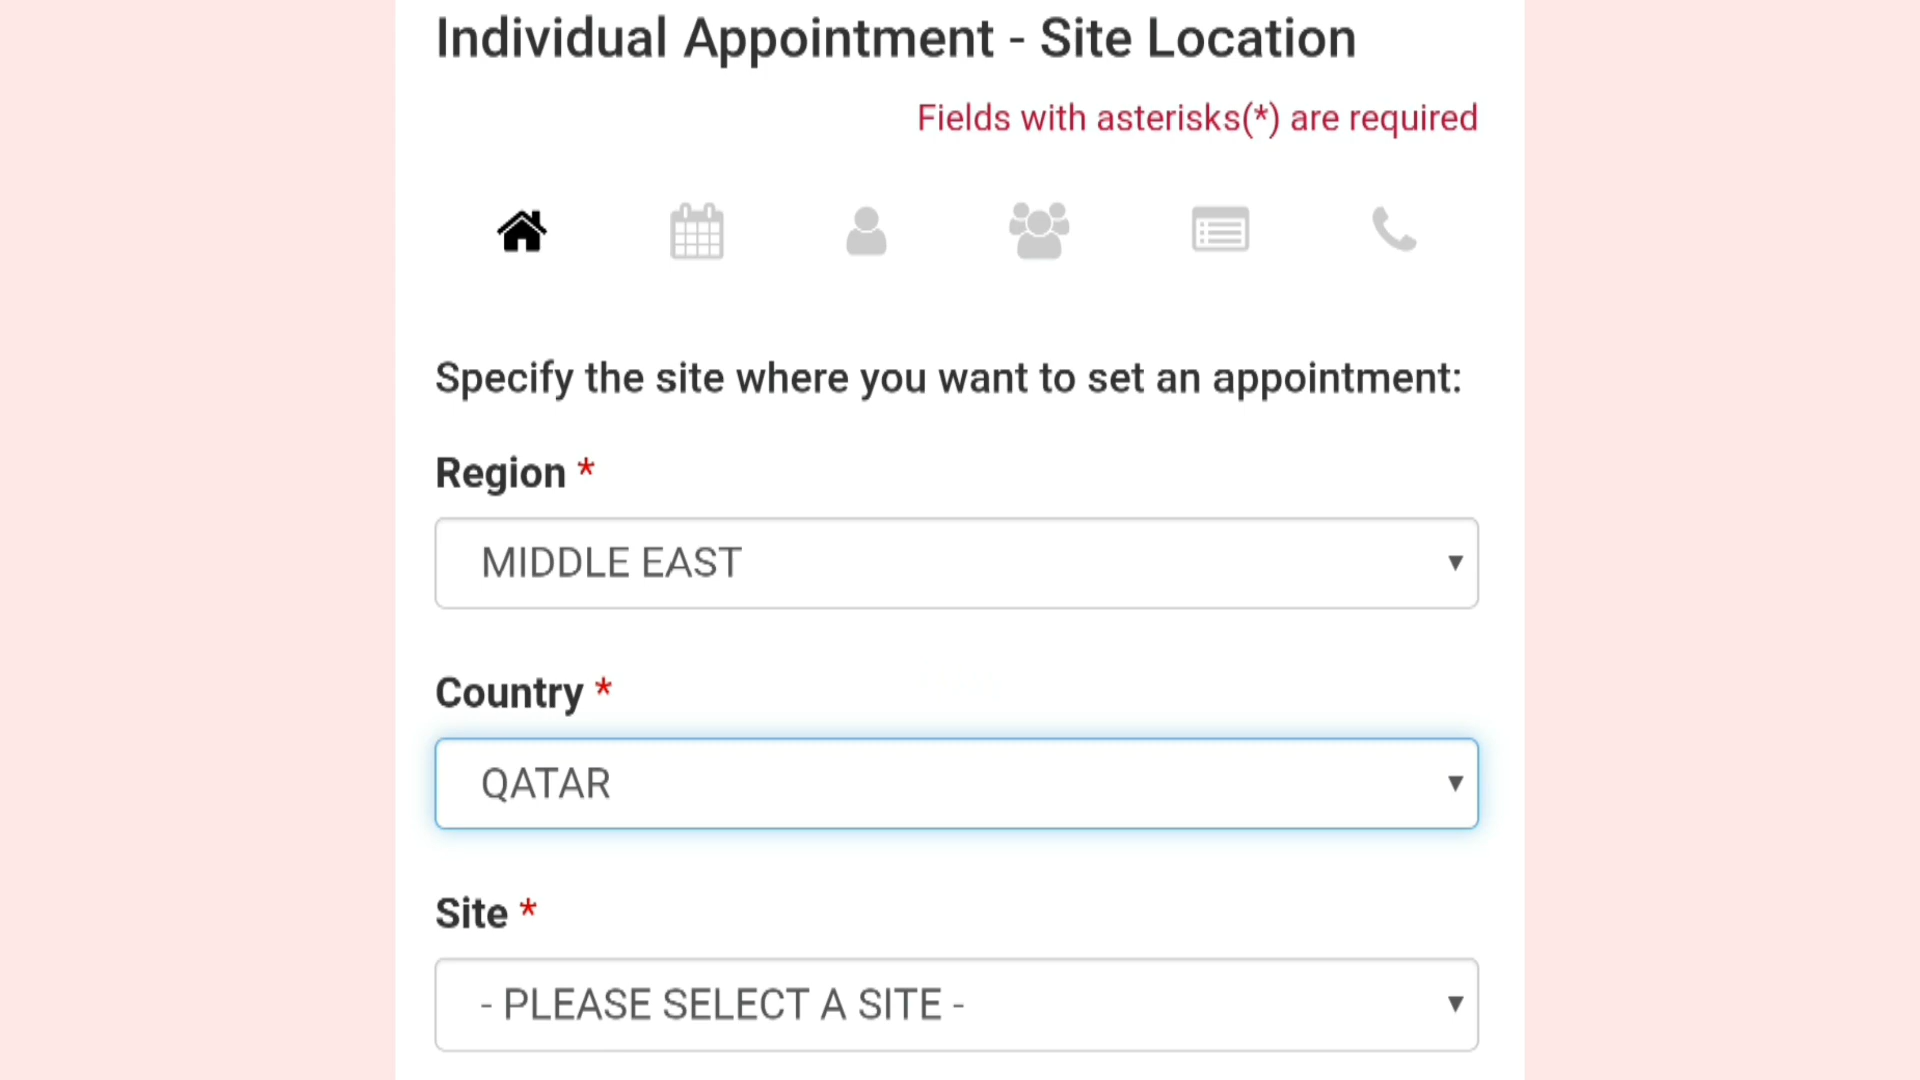 Individual Appointment - Site Location
Fields with asterisks(*) are required
Specify the site where you want to set an appointment:
Region *
MIDDLE EAST
Country *
QATAR
Site *
- PLEASE SELECT A SITE -